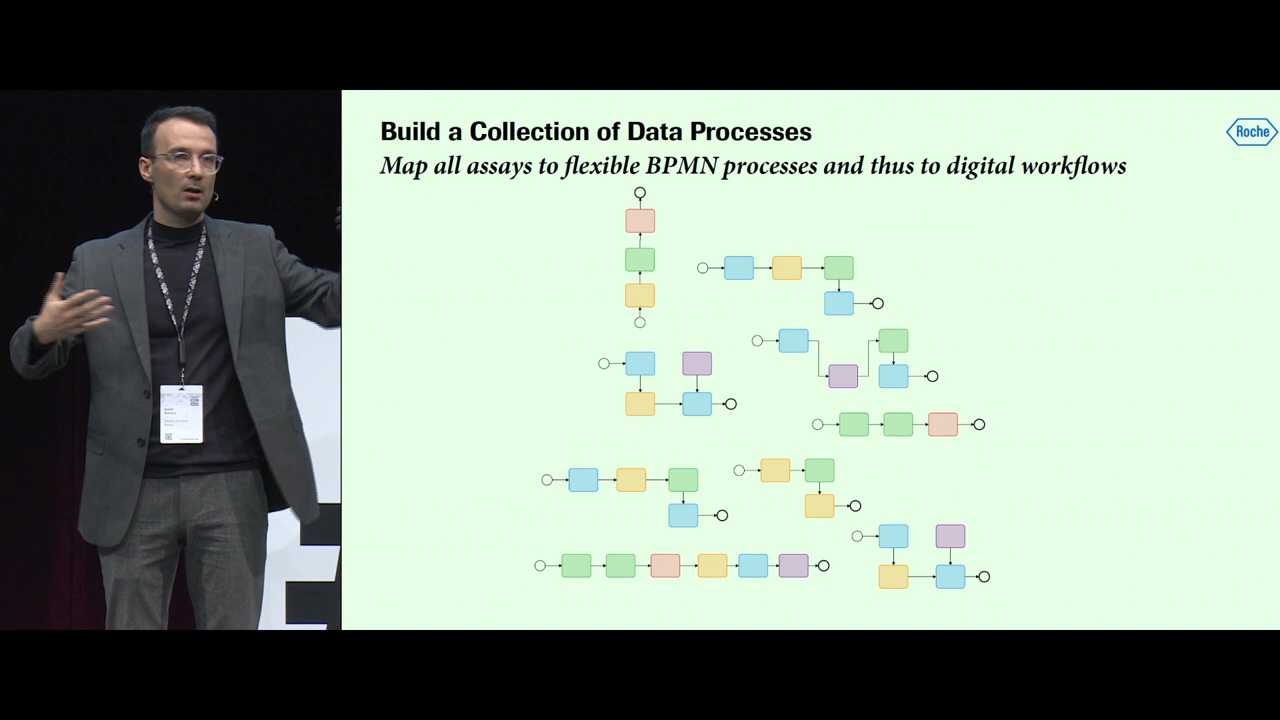 Build a Collection of Data Processes
Roche
Map all assays to flexible BPMN processes and thus to digital workflows